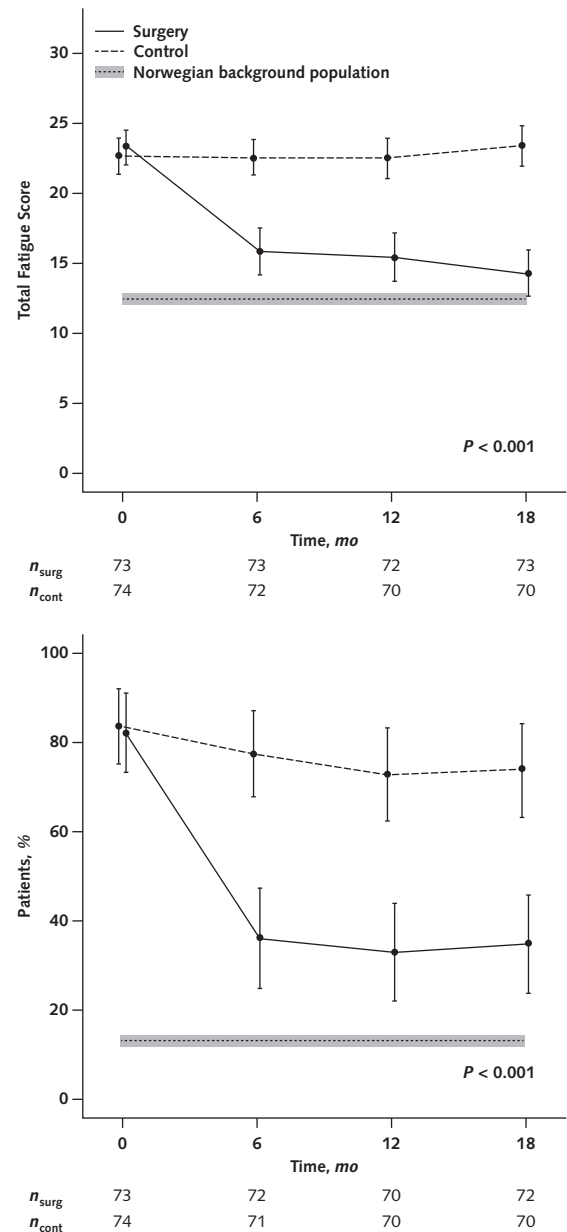 Surgery
Control
Norwegian background population
30
25
20
15
10
5
0
Total Fatigue Score
P < 0.001
0 6 12 18
Time, mo
nsurg 73 73 72 73
ncont 74 72 70 70
100
80
60
40
20
0
Patients, %
P < 0.001
0 6 12 18
Time, mo
nsurg 73 72 70 72
ncont 74 71 70 70